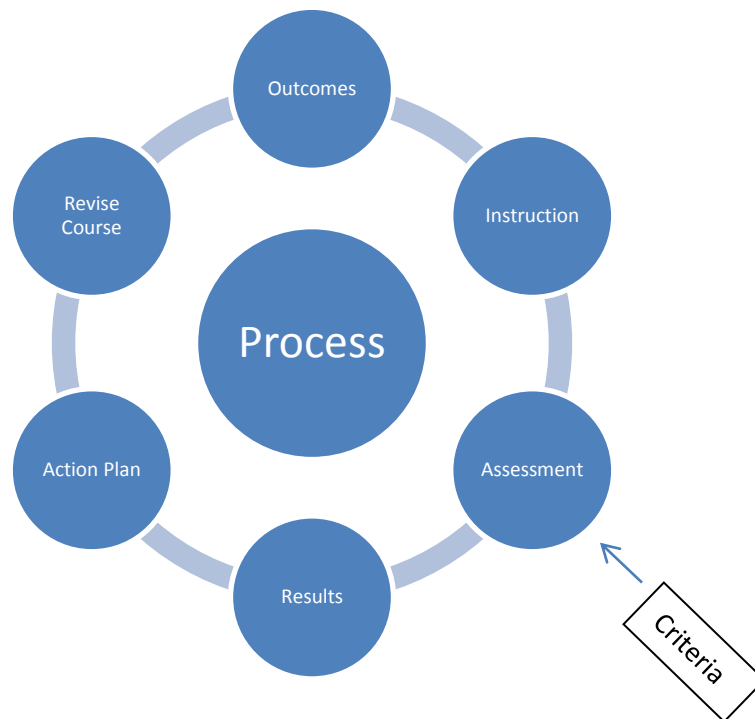 Outcomes
Instruction
Assessment
Results
Action Plan
Revise
Course
Process
Criteria